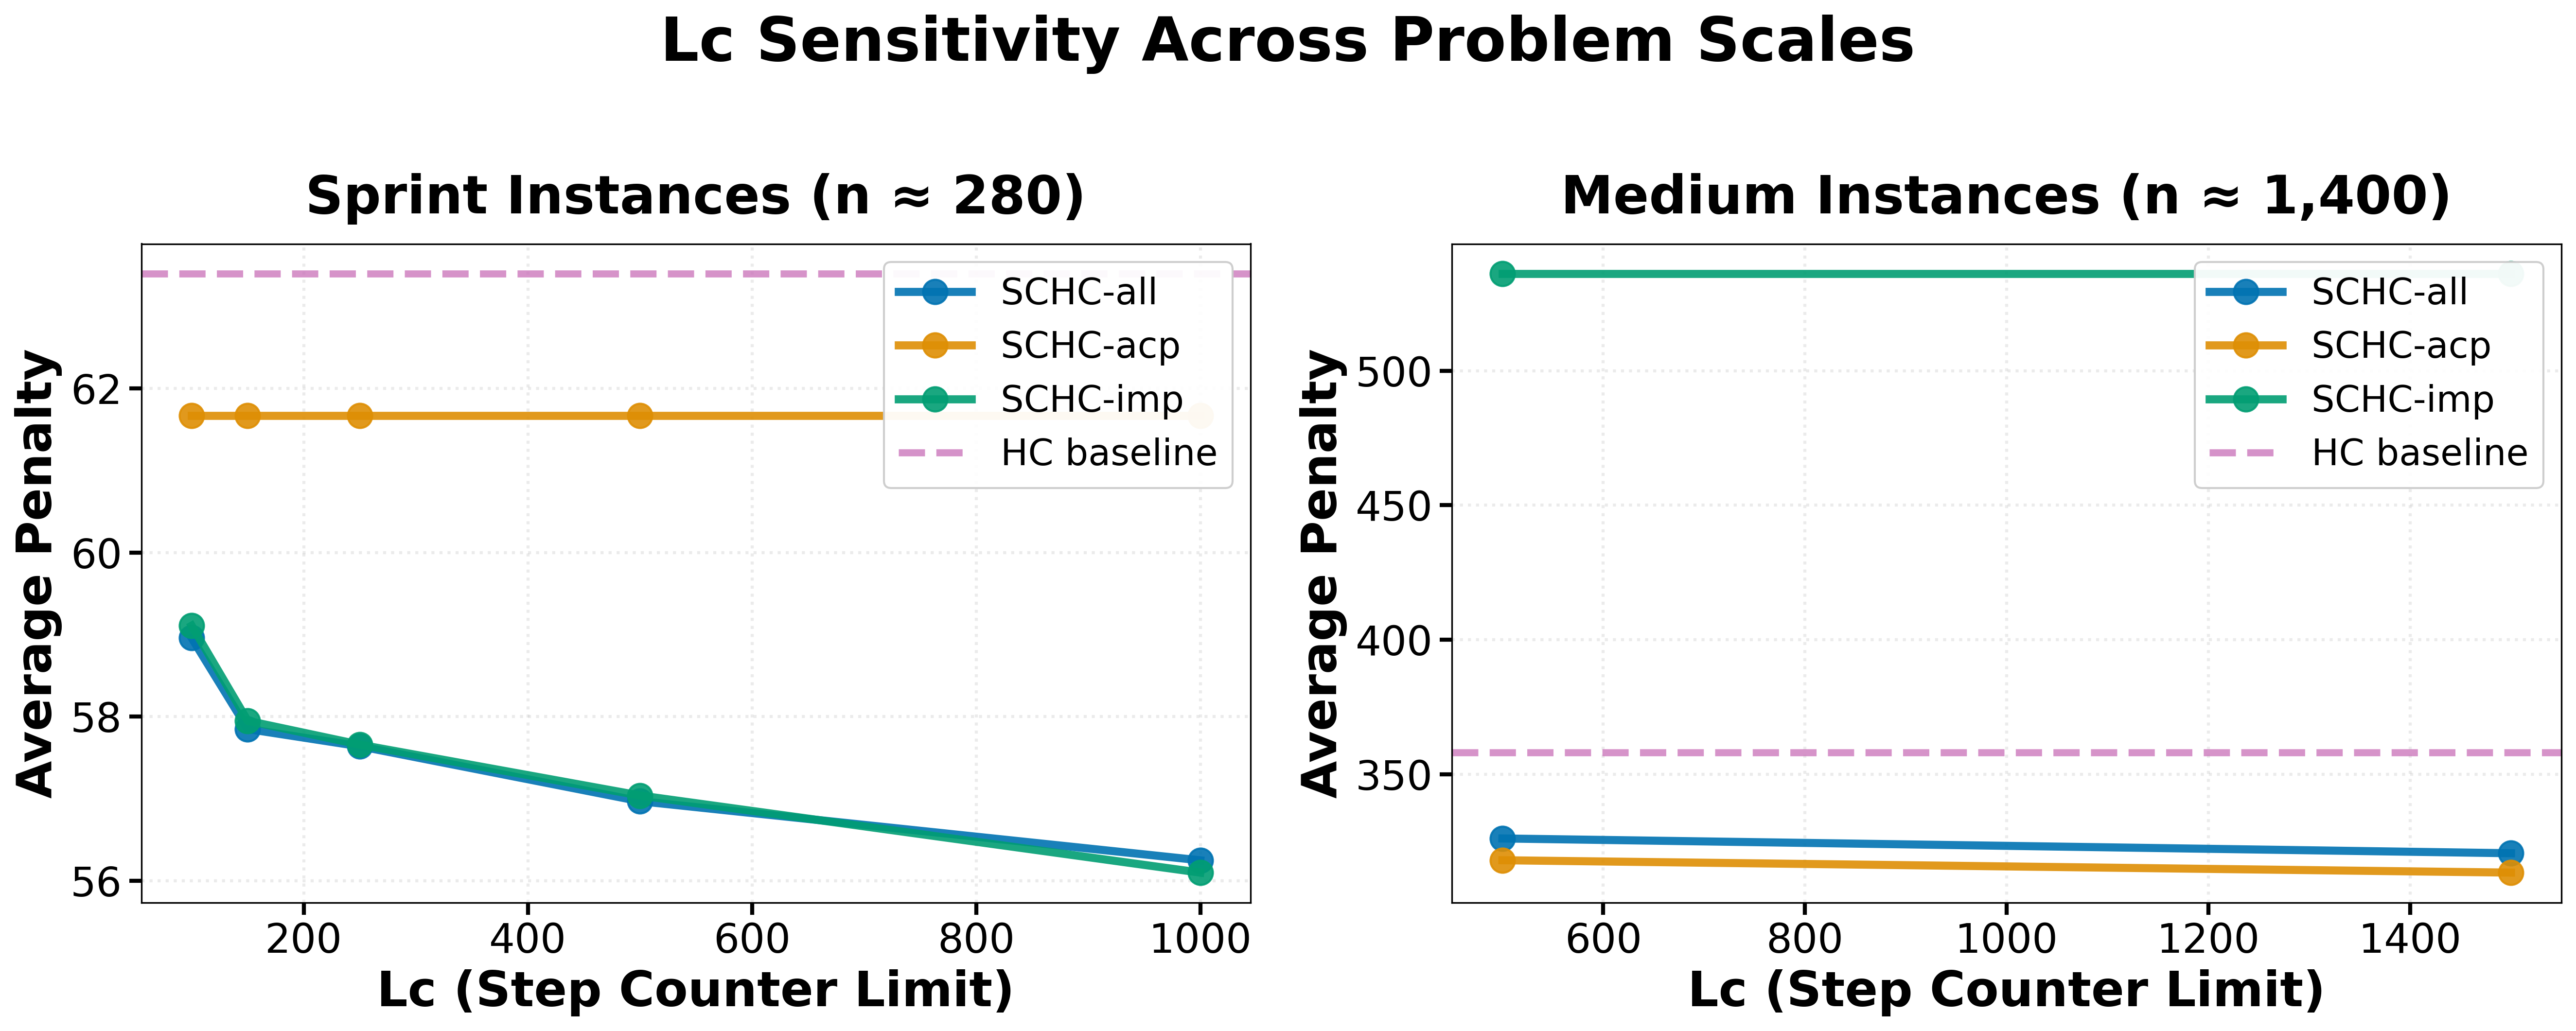 Lc Sensitivity Across Problem Scales
Sprint Instances (n ≈ 280)
Average Penalty
62
60
58
56
200 400 600 800 1000
Lc (Step Counter Limit)
SCHC-all
SCHC-acp
SCHC-imp
HC baseline
Medium Instances (n ≈ 1,400)
Average Penalty
500
450
400
350
600 800 1000 1200 1400
Lc (Step Counter Limit)
SCHC-all
SCHC-acp
SCHC-imp
HC baseline